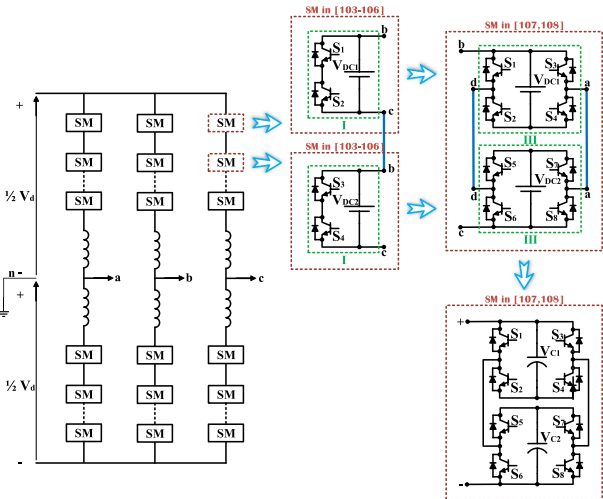 SM in [103-106]
b
S1
VDC1
S2
c
I
SM in [103-106]
b
S3
VDC2
S4
c
I
SM in [107,108]
b
S1
S3
VDC1
d
a
S2
S4
III
S5
S7
VDC2
d
a
S6
S8
c
III
SM in [107,108]
+
S1
S3
VC1
S2
S4
S5
S7
VC2
S6
S8
-
+
SM SM SM
SM SM SM
½ Vd
SM SM SM
n
-
a b c
+
SM SM SM
½ Vd
SM SM SM
SM SM SM
-